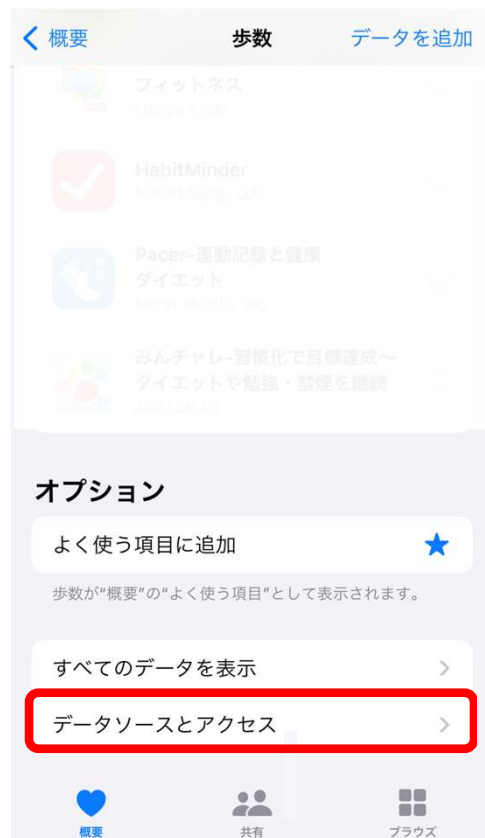 概要
歩数
データを追加
フィットネス
HabitMinder
Pacer-運動記録と健康
ダイエット
みんチャレ-習慣化で目標達成～
ダイエットや勉強・禁煙を継続
オプション
よく使う項目に追加
歩数が"概要"の"よく使う項目"として表示されます。
すべてのデータを表示
データソースとアクセス
概要
共有
ブラウズ